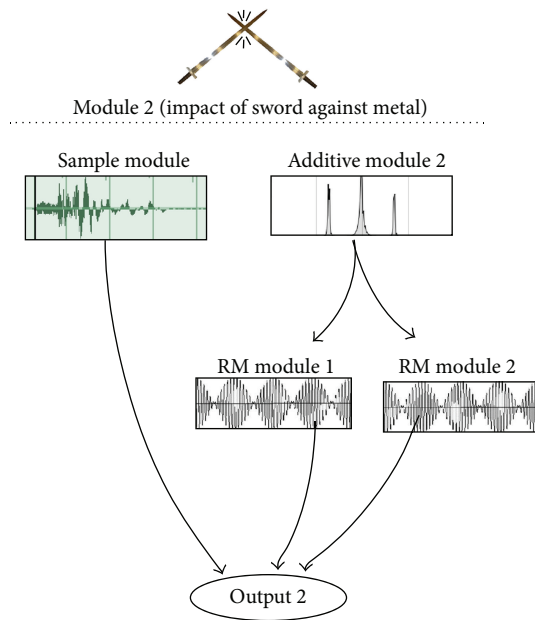 Module 2 (impact of sword against metal)
Sample module
Additive module 2
RM module 1
RM module 2
Output 2